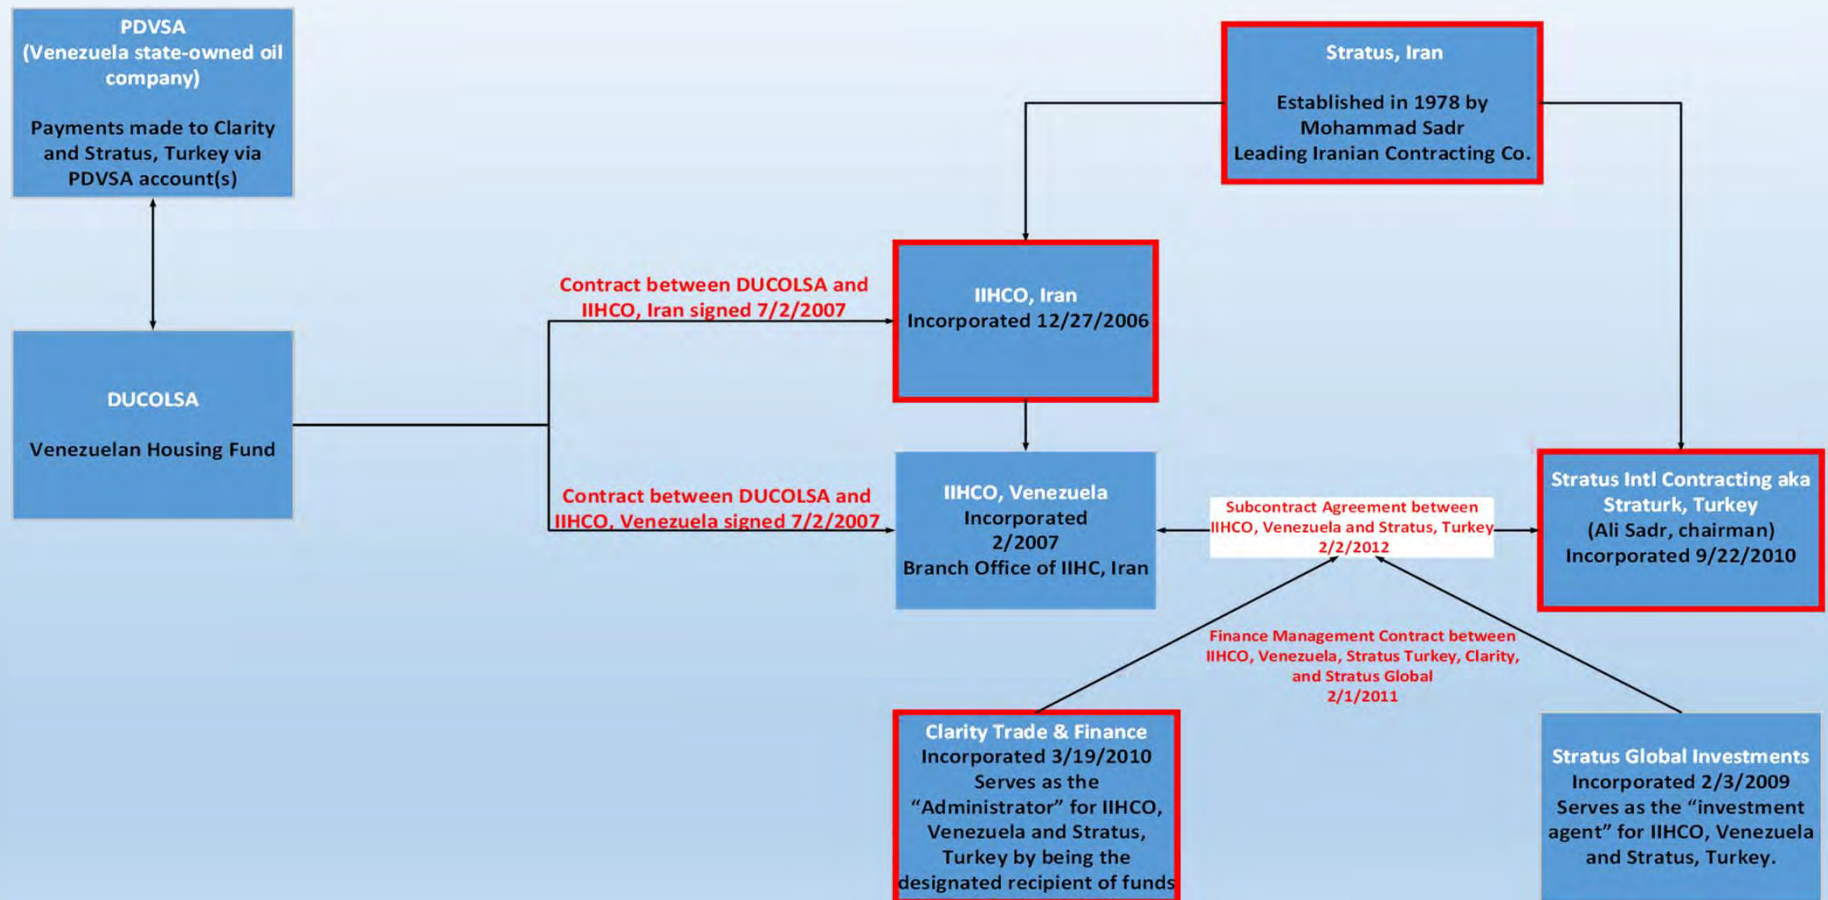 PDVSA
(Venezuela state-owned oil
company)
Payments made to Clarity
and Stratus, Turkey via
PDVSA account(s)
Stratus, Iran
Established in 1978 by
Mohammad Sadr
Leading Iranian Contracting Co.
Contract between DUCOLSA and
IIHCO, Iran signed 7/2/2007
IIHCO, Iran
Incorporated 12/27/2006
DUCOLSA
Venezuelan Housing Fund
Contract between DUCOLSA and
IIHCO, Venezuela signed 7/2/2007
IIHCO, Venezuela
Incorporated
2/2007
Branch Office of IIHC, Iran
Subcontract Agreement between
IIHCO, Venezuela and Stratus, Turkey
2/2/2012
Stratus Intl Contracting aka
Straturk, Turkey
(Ali Sadr, chairman)
Incorporated 9/22/2010
Finance Management Contract between
IIHCO, Venezuela, Stratus Turkey, Clarity,
and Stratus Global
2/1/2011
Clarity Trade & Finance
Incorporated 3/19/2010
Serves as the
“Administrator” for IIHCO,
Venezuela and Stratus,
Turkey by being the
designated recipient of funds
Stratus Global Investments
Incorporated 2/3/2009
Serves as the “investment
agent” for IIHCO, Venezuela
and Stratus, Turkey.